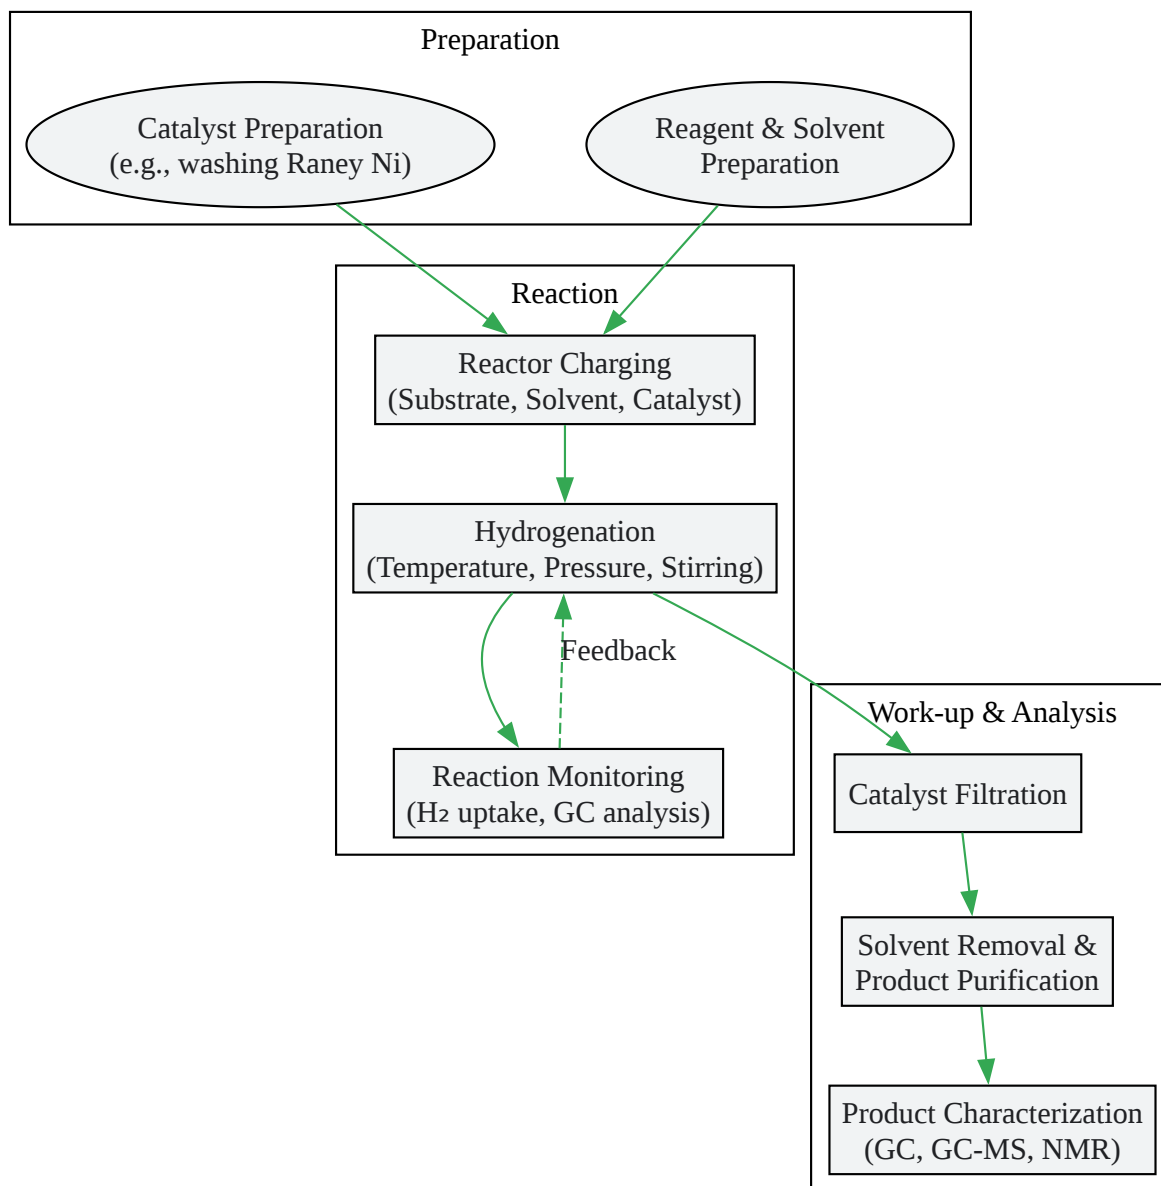 Preparation
Catalyst Preparation
(e.g., washing Raney Ni)
Reagent & Solvent
Preparation
Reaction
Reactor Charging
(Substrate, Solvent, Catalyst)
Hydrogenation
(Temperature, Pressure, Stirring)
Feedback
Reaction Monitoring
(H₂ uptake, GC analysis)
Work-up & Analysis
Catalyst Filtration
Solvent Removal &
Product Purification
Product Characterization
(GC, GC-MS, NMR)